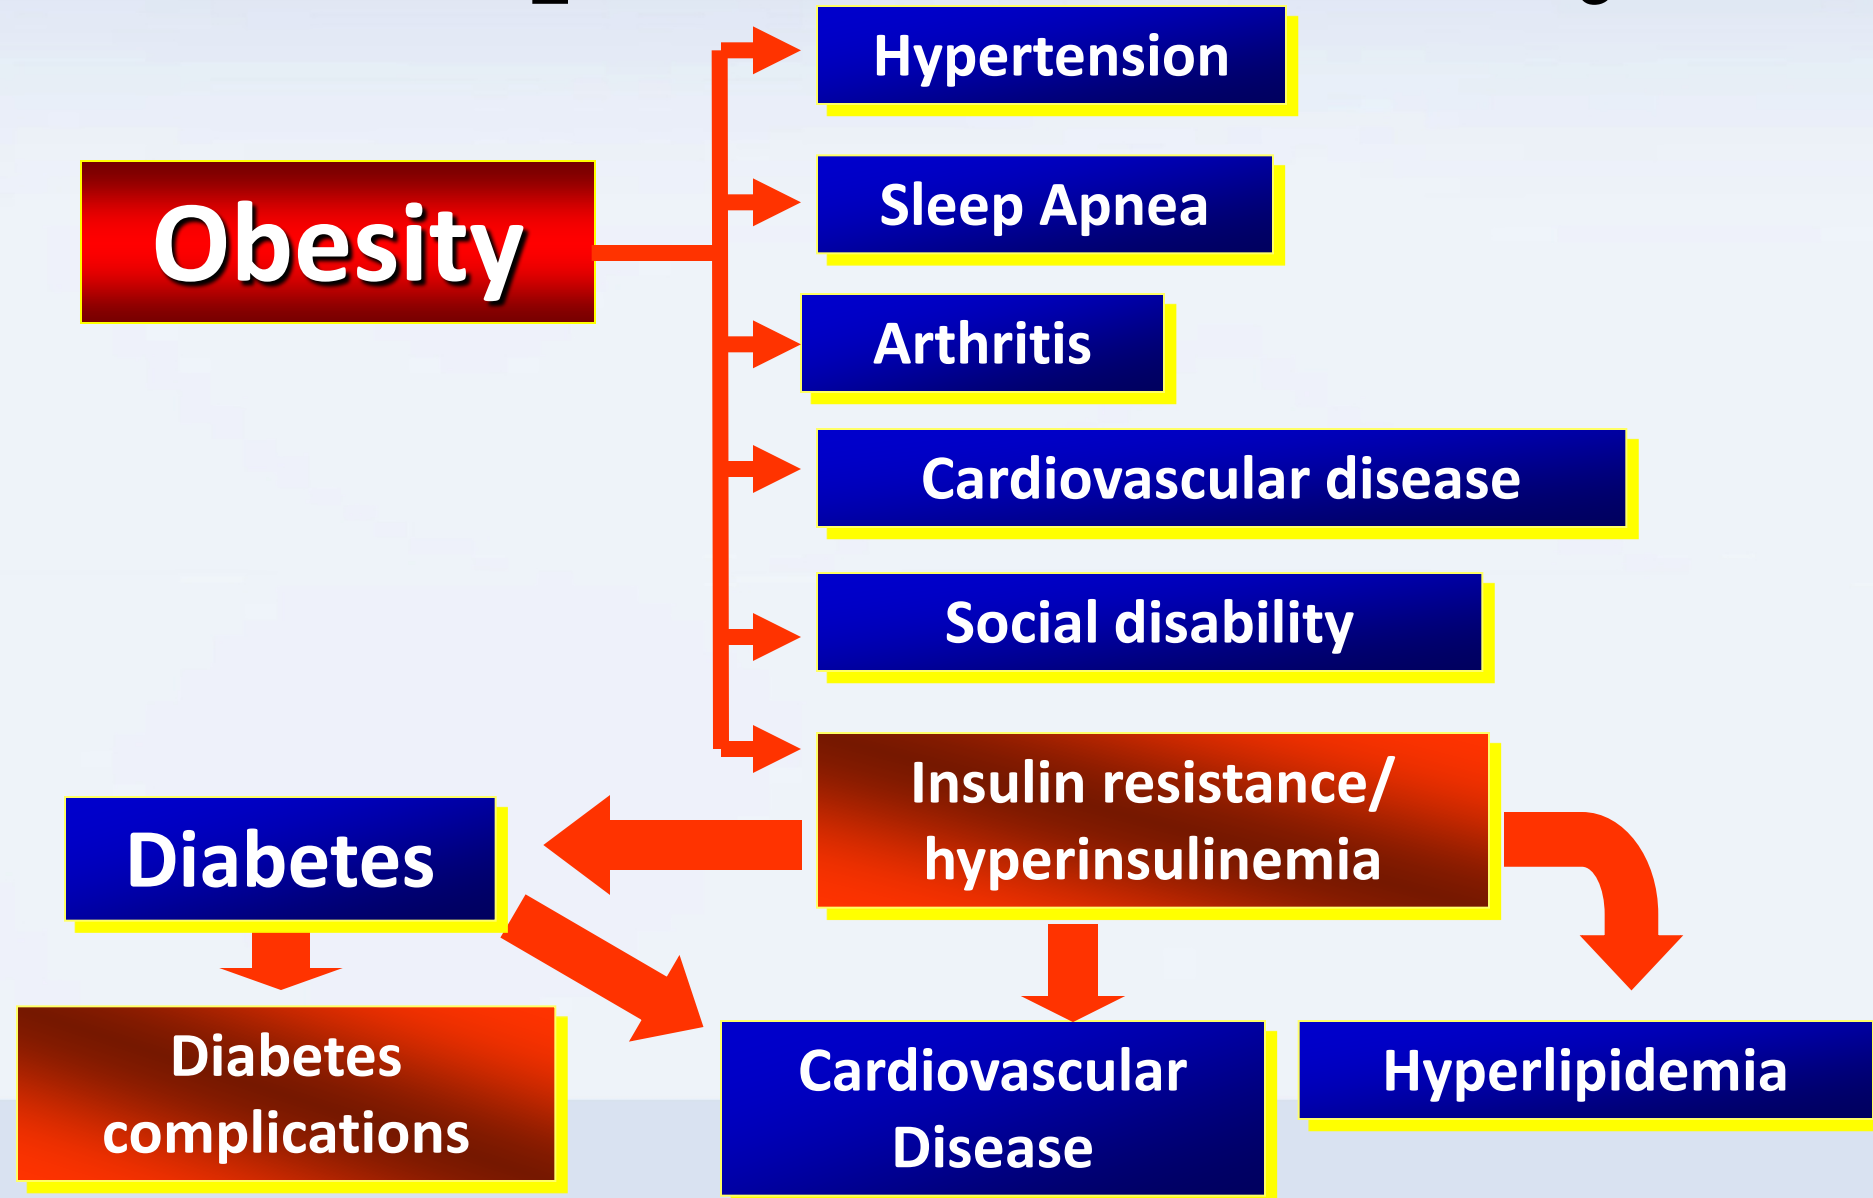 Hypertension
Obesity
Sleep Apnea
Arthritis
Cardiovascular disease
Social disability
Insulin resistance/
hyperinsulinemia
Diabetes
Diabetes
complications
Cardiovascular
Disease
Hyperlipidemia